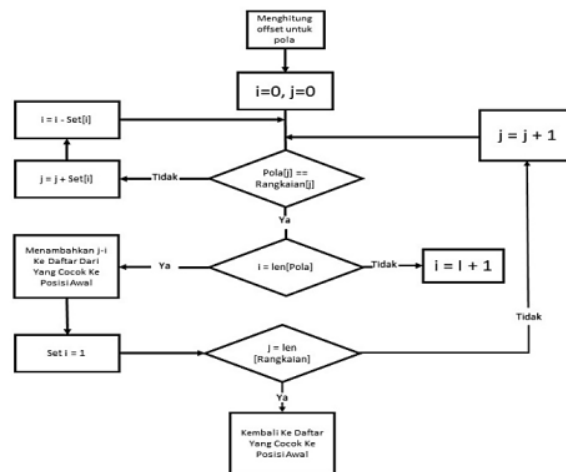 Menghitung
offset untuk
pola
i=0, j=0
i = i - Set[i]
j = j + 1
j = j + Set[i]
Tidak
Pola[j] ==
Rangkaian[j]
Ya
Menambahkan j-i
Ke Daftar Dari
Yang Cocok Ke
Posisi Awal
Ya
i = len[Pola]
Tidak
i = I + 1
Tidak
Set i = 1
j = len
[Rangkaian]
Ya
Kembali Ke Daftar
Yang Cocok Ke
Posisi Awal